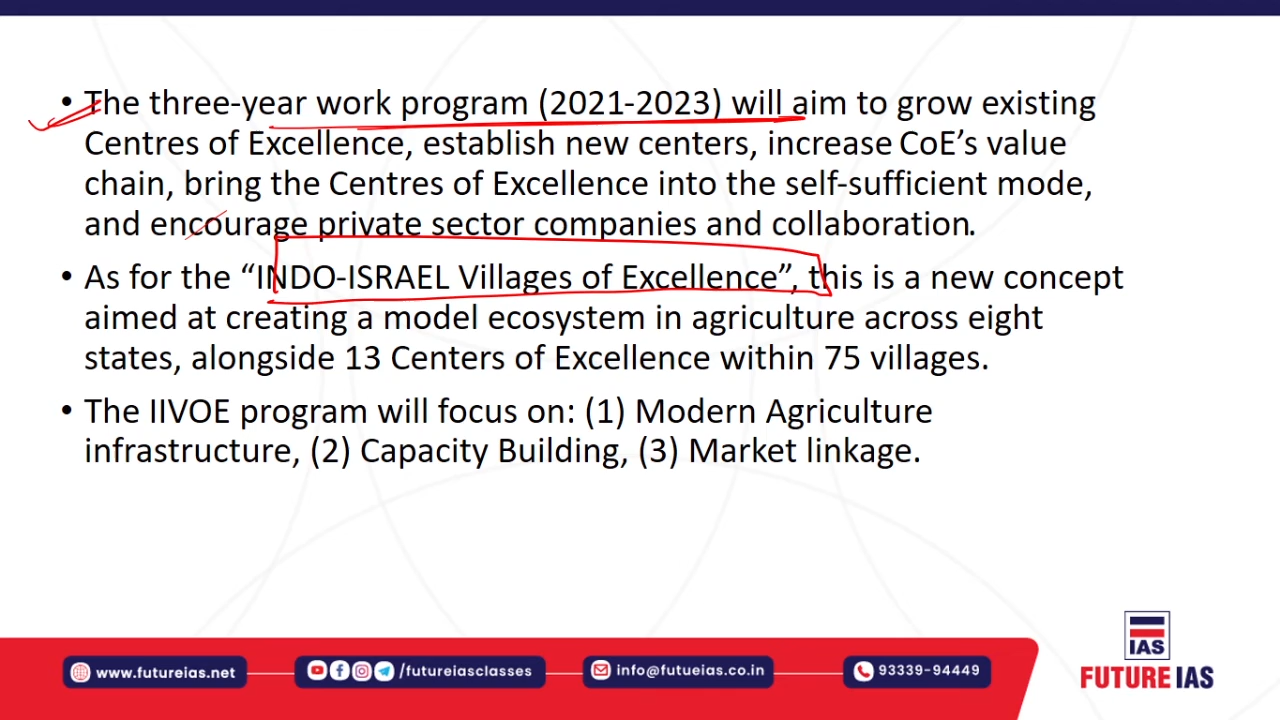 • The three-year work program (2021-2023) will aim to grow existing
Centres of Excellence, establish new centers, increase CoE’s value
chain, bring the Centres of Excellence into the self-sufficient mode,
and encourage private sector companies and collaboration.
• As for the “INDO-ISRAEL Villages of Excellence”, this is a new concept
aimed at creating a model ecosystem in agriculture across eight
states, alongside 13 Centers of Excellence within 75 villages.
• The IIVOE program will focus on: (1) Modern Agriculture
infrastructure, (2) Capacity Building, (3) Market linkage.
IAS
FUTURE IAS
www.futureias.net
/futureiasclasses
info@futueias.co.in
93339-94449